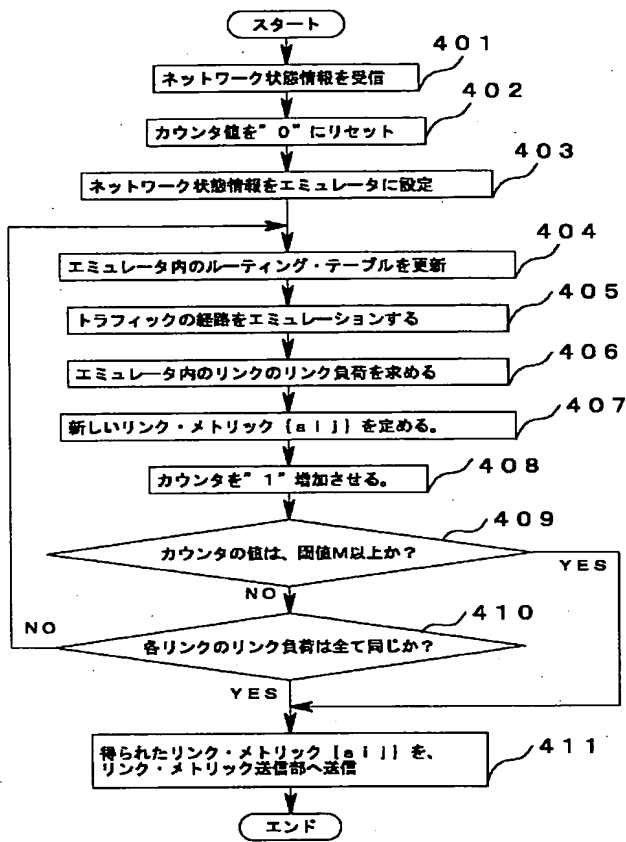 スタート
401
ネットワーク状態情報を受信
402
カウンタ値を"0"にリセット
403
ネットワーク状態情報をエミュレータに設定
404
エミュレータ内のルーティング・テーブルを更新
405
トラフィックの経路をエミュレーションする
406
エミュレータ内のリンクのリンク負荷を求める
407
新しいリンク・メトリック{aij}を定める。
408
カウンタを"1"増加させる。
409
カウンタの値は、閾値M以上か?
YES
NO
410
各リンクのリンク負荷は全て同じか?
NO
YES
411
得られたリンク・メトリック{aij}を、
リンク・メトリック送信部へ送信
エンド